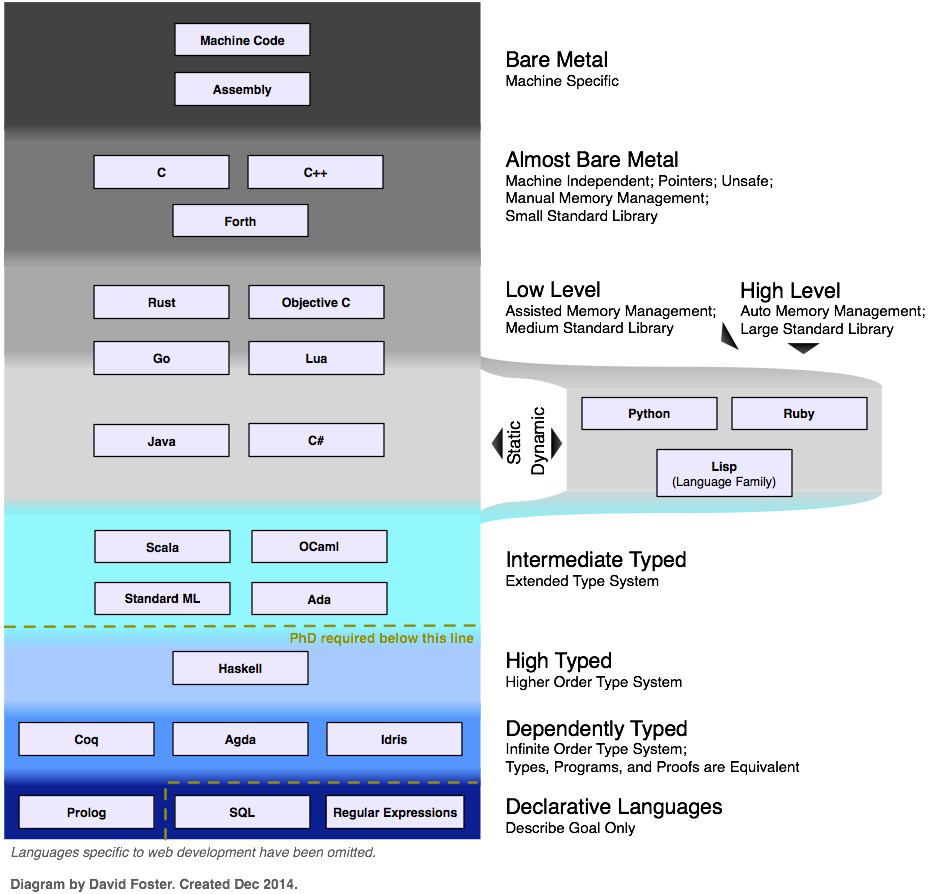 Machine Code
Assembly
Bare Metal
Machine Specific
C
C++
Forth
Almost Bare Metal
Machine Independent; Pointers; Unsafe;
Manual Memory Management;
Small Standard Library
Rust
Objective C
Go
Lua
Low Level
Assisted Memory Management;
Medium Standard Library
High Level
Auto Memory Management;
Large Standard Library
Java
C#
Static
Dynamic
Python
Ruby
Lisp
(Language Family)
Scala
OCaml
Standard ML
Ada
Intermediate Typed
Extended Type System
PhD required below this line
Haskell
High Typed
Higher Order Type System
Coq
Agda
Idris
Dependently Typed
Infinite Order Type System;
Types, Programs, and Proofs are Equivalent
Prolog
SQL
Regular Expressions
Declarative Languages
Describe Goal Only
Languages specific to web development have been omitted.
Diagram by David Foster. Created Dec 2014.